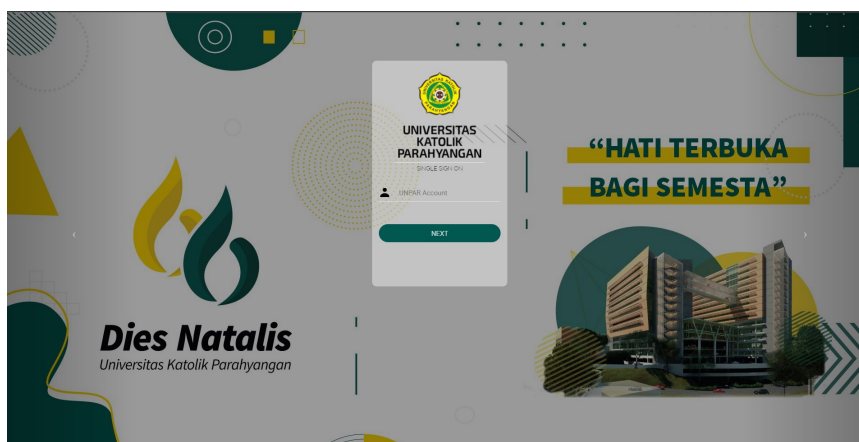 UNIVERSITAS
KATOLIK
PARAHYANGAN
SINGLE SIGN ON
UNPAR Account
NEXT
Dies Natalis
Universitas Katolik Parahyangan
“HATI TERBUKA
BAGI SEMESTA”